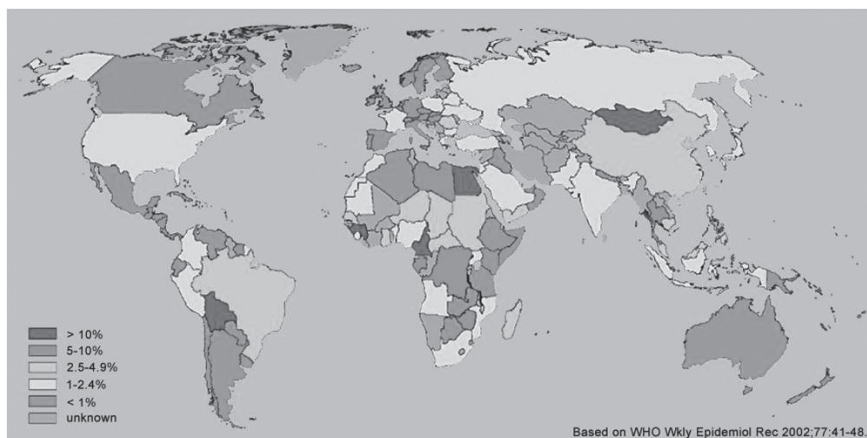 > 10%
5-10%
2.5-4.9%
1-2.4%
< 1%
unknown
Based on WHO Wkly Epidemiol Rec 2002;77:41-48.